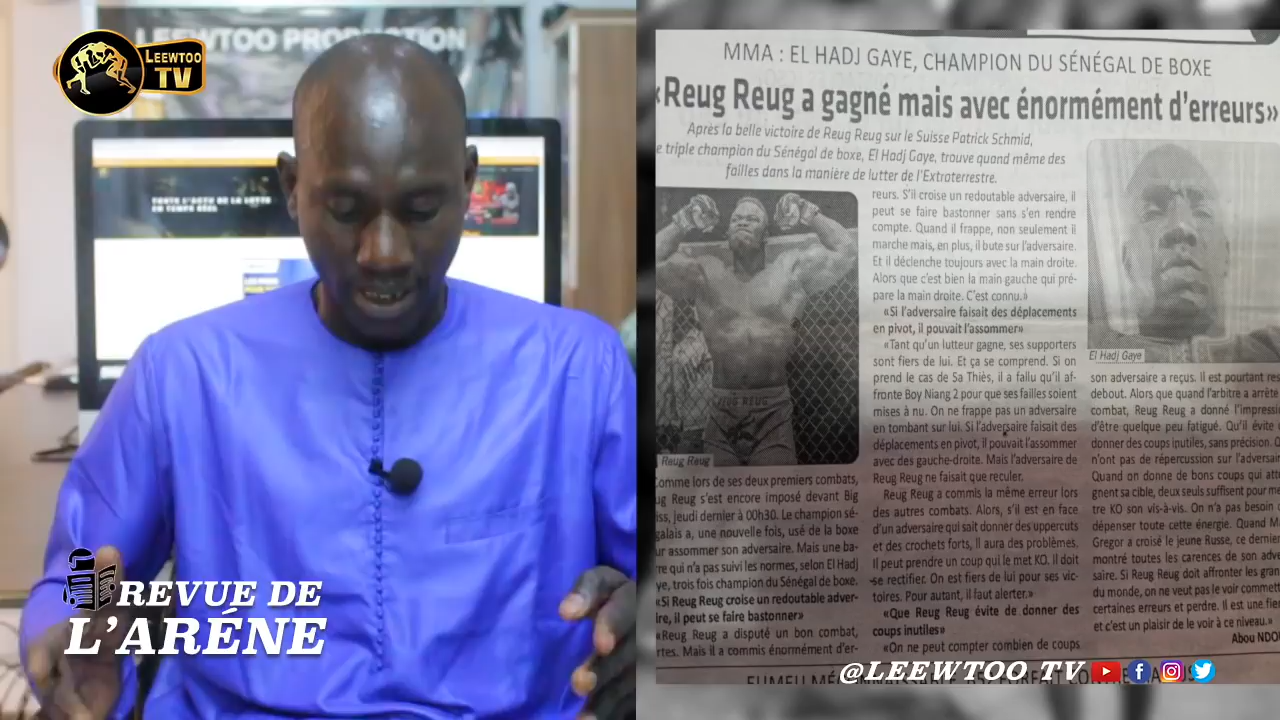 LEEWTOO PRODUCTION
LEEWTOO
TV
TOUTE L'ACTU DE LA LUTTE
EN TEMPS RÉEL
REVUE DE
L'ARÉNE
MMA : EL HADJ GAYE, CHAMPION DU SÉNÉGAL DE BOXE
«Reug Reug a gagné mais avec énormément d'erreurs»
Après la belle victoire de Reug Reug sur le Suisse Patrick Schmid,
e triple champion du Sénégal de boxe, El Hadj Gaye, trouve quand même des
failles dans la manière de lutter de l'Extraterrestre.
REUG REUG
Reug Reug
Comme lors de ses deux premiers combats,
ug Reug s'est encore imposé devant Big
iss, jeudi dernier à 00h30. Le champion sé-
galais a, une nouvelle fois, usé de la boxe
ur assommer son adversaire. Mais une ba-
rre qui n'a pas suivi les normes, selon El Hadj
ye, trois fois champion du Sénégal de boxe.
«Si Reug Reug croise un redoutable adver-
ire, il peut se faire bastonner»
«Reug Reug a disputé un bon combat,
rtes. Mais il a commis énormément d'er-
reurs. S'il croise un redoutable adversaire, il
peut se faire bastonner sans s'en rendre
compte. Quand il frappe, non seulement il
marche mais, en plus, il bute sur l'adversaire.
Et il déclenche toujours avec la main droite.
Alors que c'est bien la main gauche qui pré-
pare la main droite. C'est connu.»
«Si l'adversaire faisait des déplacements
en pivot, il pouvait l'assommer»
«Tant qu'un lutteur gagne, ses supporters
sont fiers de lui. Et ça se comprend. Si on
prend le cas de Sa Thiès, il a fallu qu'il af-
fronte Boy Niang 2 pour que ses failles soient
mises à nu. On ne frappe pas un adversaire
en tombant sur lui. Si l'adversaire faisait des
déplacements en pivot, il pouvait l'assommer
avec des gauche-droite. Mais l'adversaire de
Reug Reug ne faisait que reculer.
Reug Reug a commis la même erreur lors
des autres combats. Alors, s'il est en face
d'un adversaire qui sait donner des uppercuts
et des crochets forts, il aura des problèmes.
Il peut prendre un coup qui le met KO. Il doit
se rectifier. On est fiers de lui pour ses vic-
toires. Pour autant, il faut alerter.»
«Que Reug Reug évite de donner des
coups inutiles»
«On ne peut compter combien de coups
El Hadj Gaye
son adversaire a reçus. Il est pourtant res
debout. Alors que quand l'arbitre a arrêté
combat, Reug Reug a donné l'impressi
d'être quelque peu fatigué. Qu'il évite
donner des coups inutiles, sans précision. C
n'ont pas de répercussion sur l'adversair
Quand on donne de bons coups qui atte
gnent sa cible, deux seuls suffisent pour me
tre KO son vis-à-vis. On n'a pas besoin
dépenser toute cette énergie. Quand M
Gregor a croisé le jeune Russe, ce dernier
montré toutes les carences de son adve
saire. Si Reug Reug doit affronter les gran
du monde, on ne veut pas le voir commett
certaines erreurs et perdre. Il est une fier
et c'est un plaisir de le voir à ce niveau.»
Abou NDO
@LEEWTOO TV